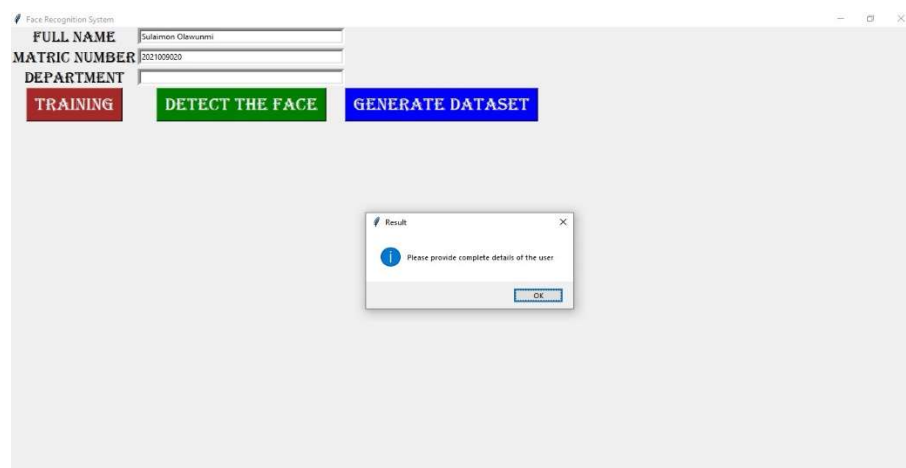 Face Recognition System
FULL NAME Sulaimon Olawunmi
MATRIC NUMBER 2021009020
DEPARTMENT
TRAINING DETECT THE FACE GENERATE DATASET
Result
Please provide complete details of the user
OK